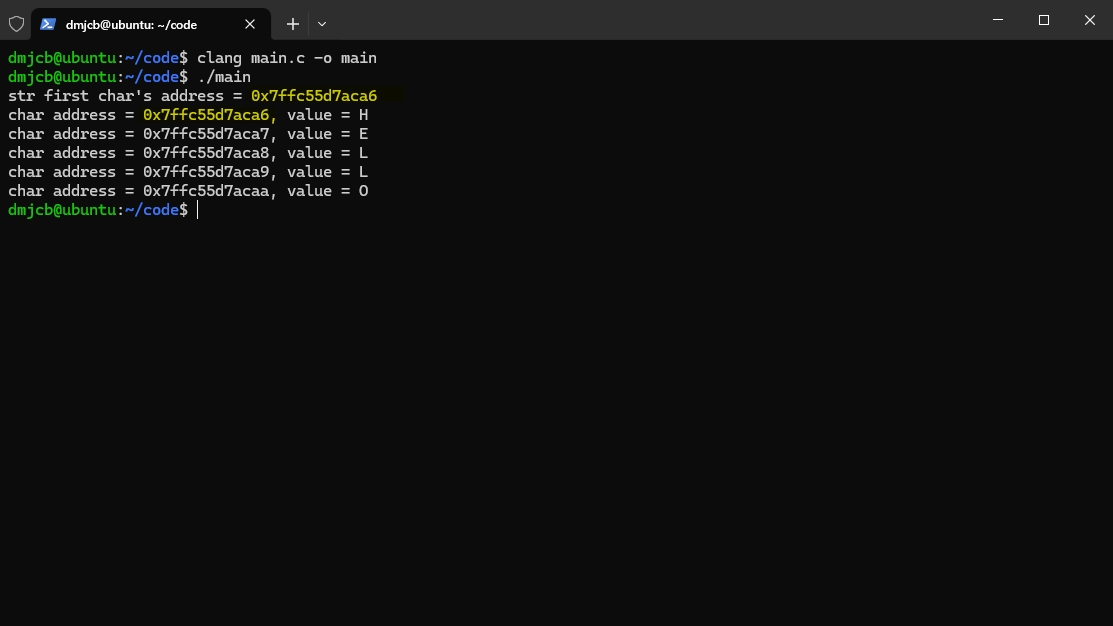 dmjcb@ubuntu: ~/code
dmjcb@ubuntu:~/code$ clang main.c -o main
dmjcb@ubuntu:~/code$ ./main
str first char's address = 0x7ffc55d7aca6
char address = 0x7ffc55d7aca6, value = H
char address = 0x7ffc55d7aca7, value = E
char address = 0x7ffc55d7aca8, value = L
char address = 0x7ffc55d7aca9, value = L
char address = 0x7ffc55d7acaa, value = O
dmjcb@ubuntu:~/code$